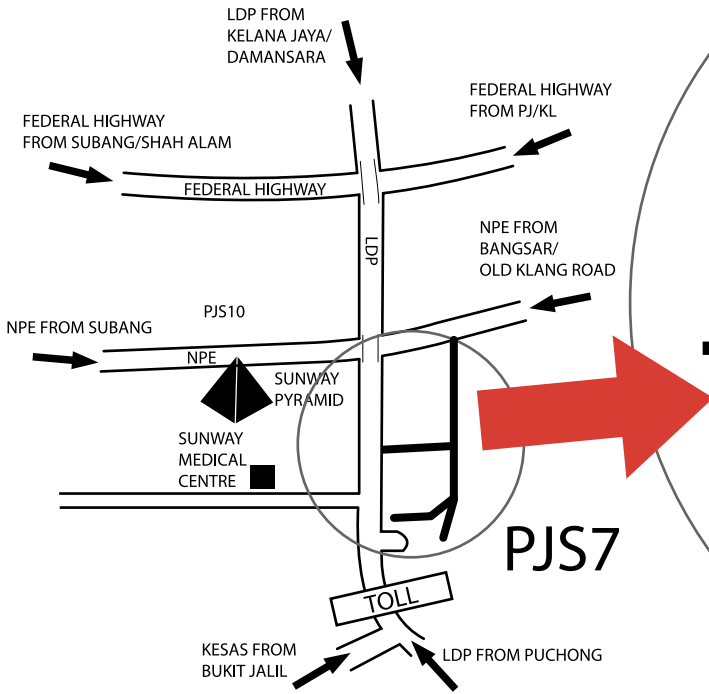 LDP FROM
KELANA JAYA/
DAMANSARA
FEDERAL HIGHWAY
FROM PJ/KL
FEDERAL HIGHWAY
FROM SUBANG/SHAH ALAM
FEDERAL HIGHWAY
LDP
NPE FROM
BANGSAR/
OLD KLANG ROAD
PJS10
NPE FROM SUBANG
NPE
SUNWAY
PYRAMID
SUNWAY
MEDICAL
CENTRE
PJS7
TOLL
KESAS FROM
BUKIT JALIL
LDP FROM PUCHONG